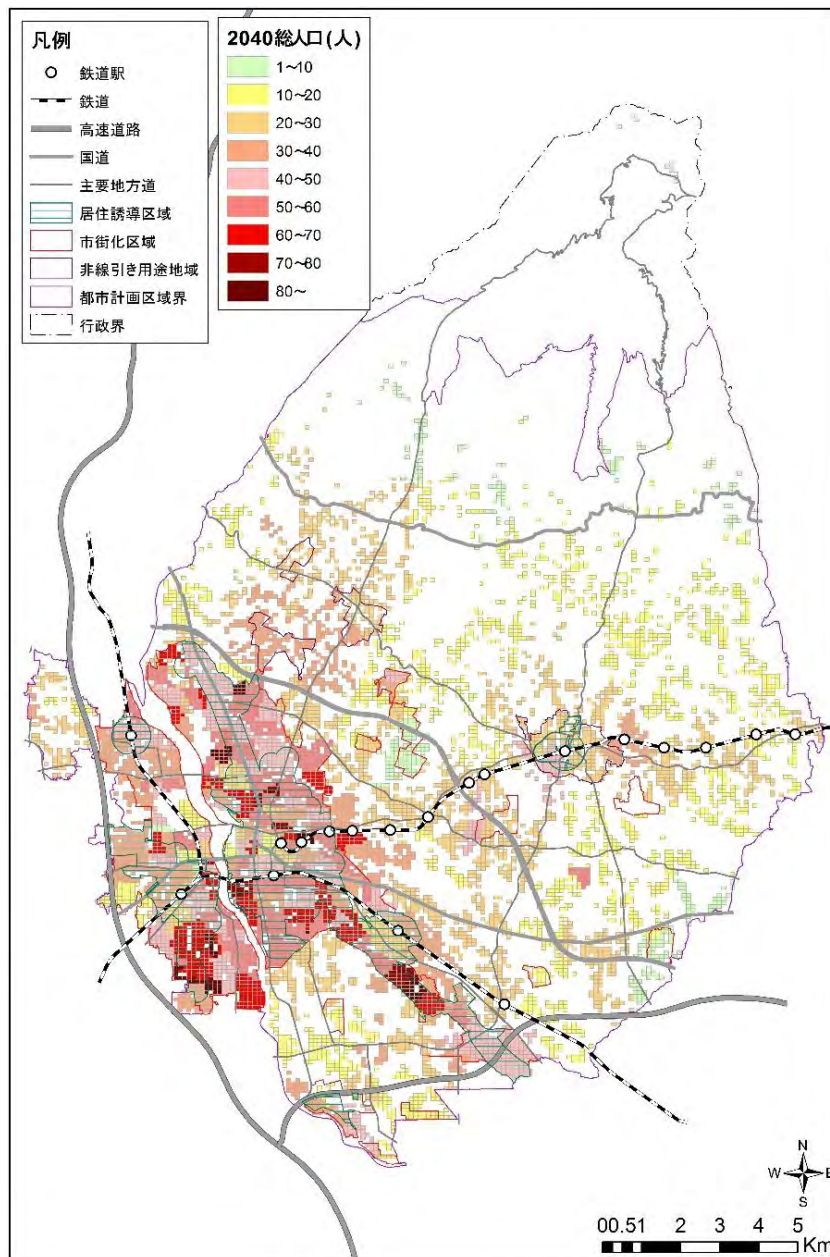 凡例
鉄道駅
鉄道
高速道路
国道
主要地方道
居住誘導区域
市街化区域
非線引き用途地域
都市計画区域界
行政界
2040総人口(人)
1～10
10～20
20～30
30～40
40～50
50～60
60～70
70～80
80～
N
W
E
S
00.51 2 3 4 5
Km